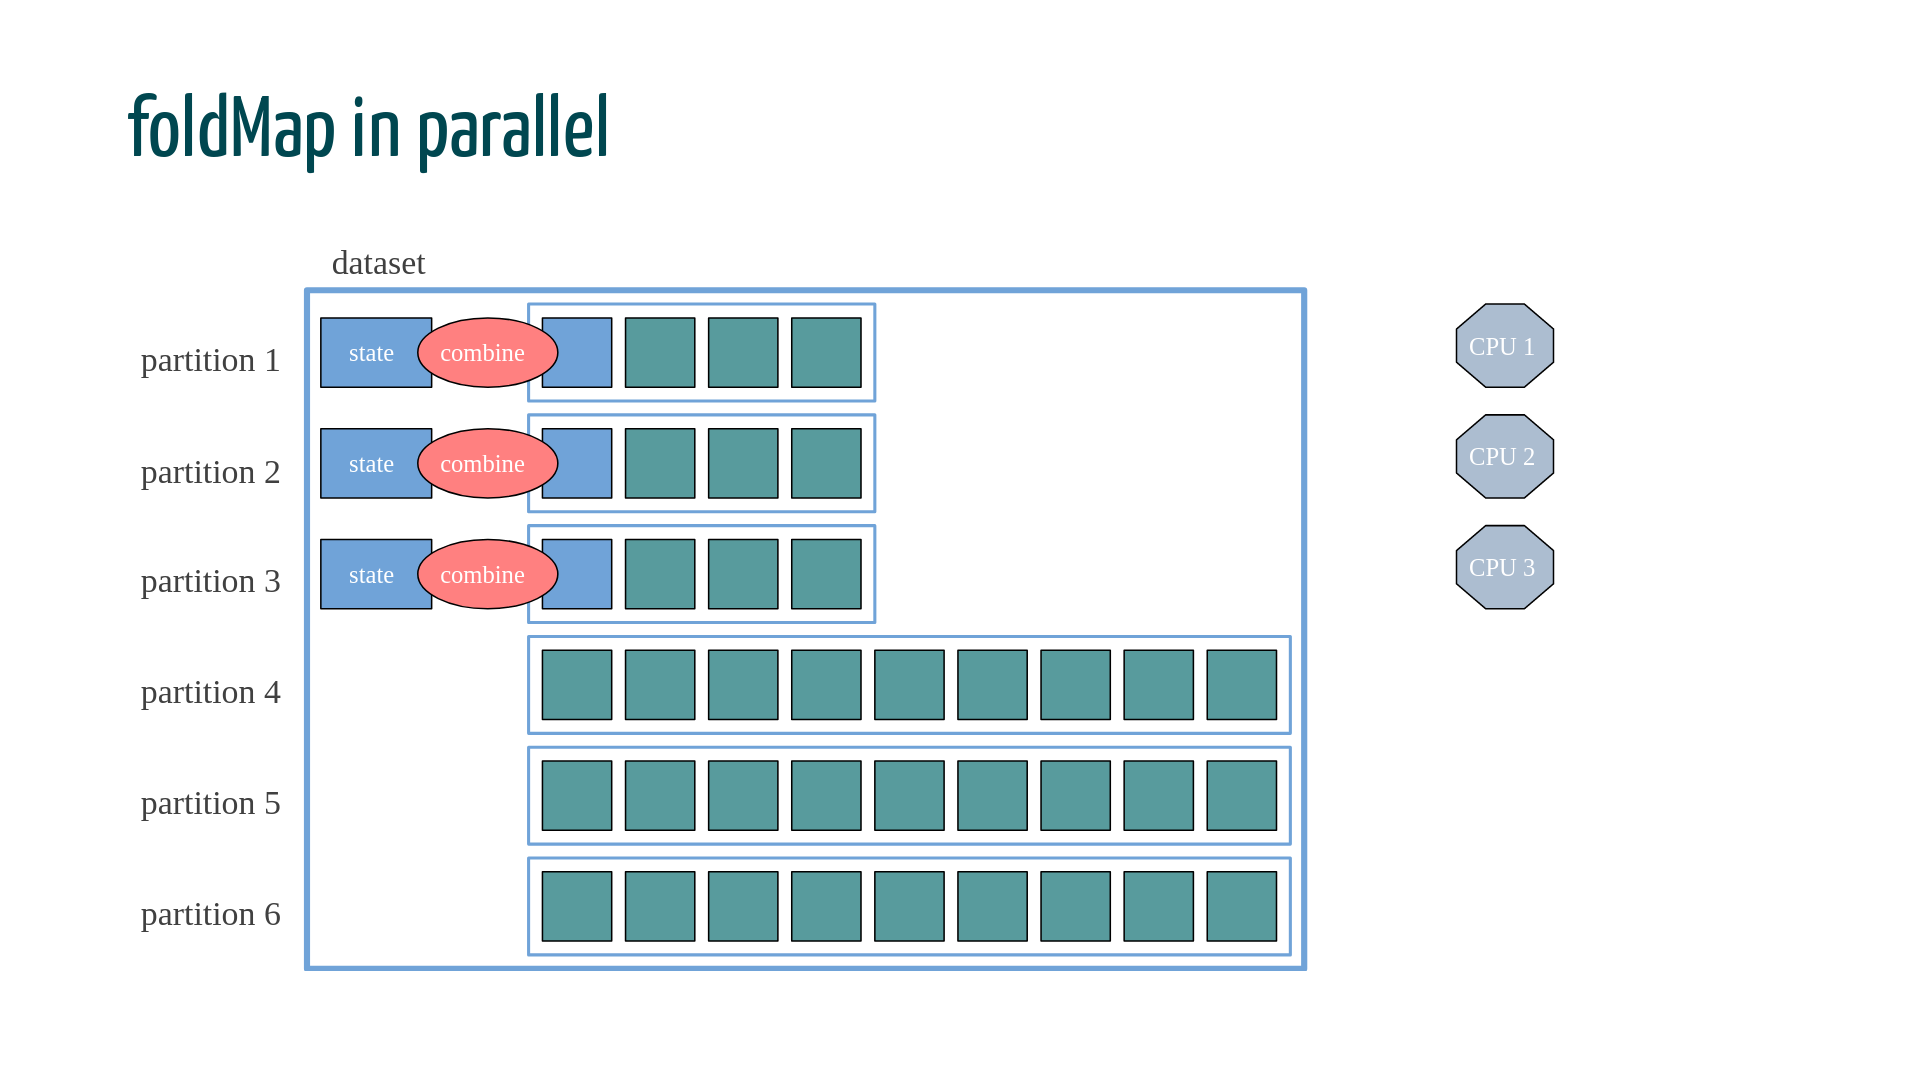 foldMap in parallel
dataset
partition 1 state combine CPU 1
partition 2 state combine CPU 2
partition 3 state combine CPU 3
partition 4
partition 5
partition 6